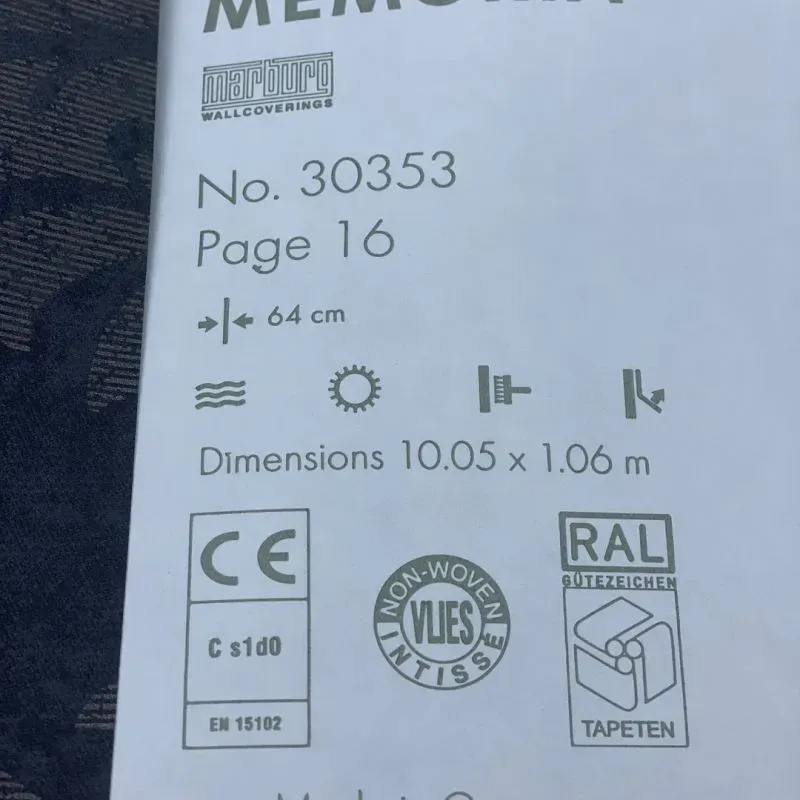 marburg
WALLCOVERINGS
No. 30353
Page 16
64 cm
Dimensions 10.05 x 1.06 m
CE
C s1d0
EN 15102
NON-WOVEN
VLIES
INTISSÉ
RAL
GÜTEZEICHEN
TAPETEN